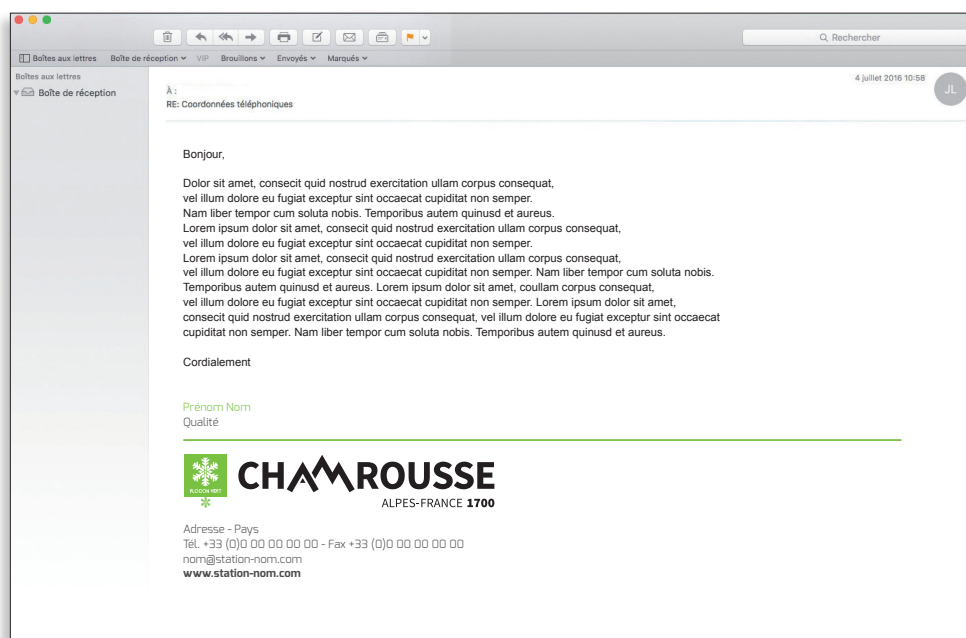 Rechercher
Boîtes aux lettres Boîte de réception VIP Brouillons Envoyés Marqués
Boîtes aux lettres
Boîte de réception
4 juillet 2016 10:58
JL
À :
RE: Coordonnées téléphoniques
Bonjour,
Dolor sit amet, consecit quid nostrud exercitation ullam corpus consequat,
vel illum dolore eu fugiat exceptur sint occaecat cupiditat non semper.
Nam liber tempor cum soluta nobis. Temporibus autem quinusd et aureus.
Lorem ipsum dolor sit amet, consecit quid nostrud exercitation ullam corpus consequat,
vel illum dolore eu fugiat exceptur sint occaecat cupiditat non semper.
Lorem ipsum dolor sit amet, consecit quid nostrud exercitation ullam corpus consequat,
vel illum dolore eu fugiat exceptur sint occaecat cupiditat non semper. Nam liber tempor cum soluta nobis.
Temporibus autem quinusd et aureus. Lorem ipsum dolor sit amet, coullam corpus consequat,
vel illum dolore eu fugiat exceptur sint occaecat cupiditat non semper. Lorem ipsum dolor sit amet,
consecit quid nostrud exercitation ullam corpus consequat, vel illum dolore eu fugiat exceptur sint occaecat
cupiditat non semper. Nam liber tempor cum soluta nobis. Temporibus autem quinusd et aureus.
Cordialement
Prénom Nom
Qualité
FLOCON VERT
CHAMROUSSE
ALPES-FRANCE 1700
Adresse - Pays
Tél. +33 (0)0 00 00 00 00 - Fax +33 (0)0 00 00 00 00
nom@station-nom.com
www.station-nom.com